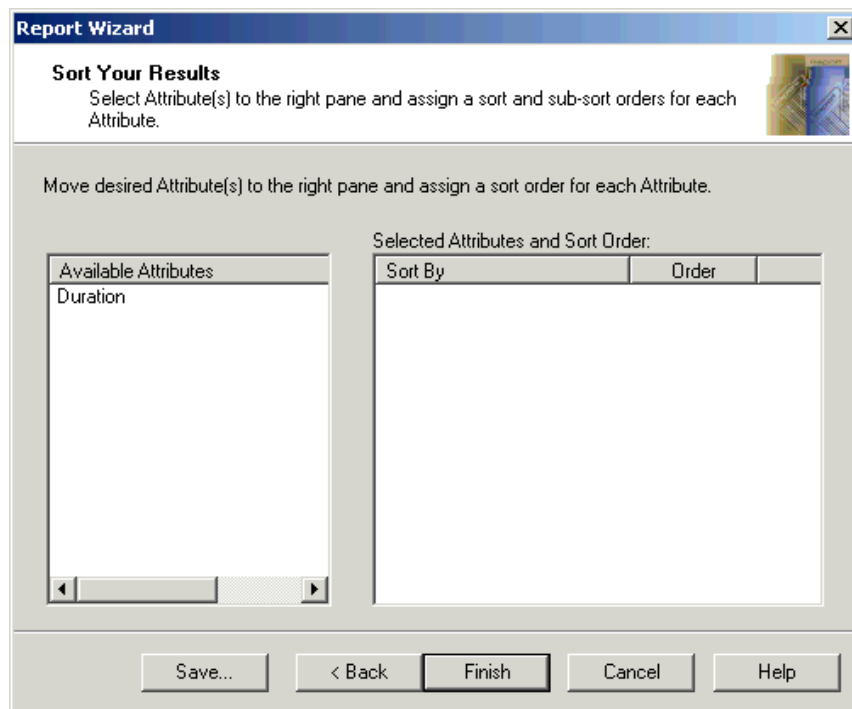 Report Wizard
Sort Your Results
Select Attribute(s) to the right pane and assign a sort and sub-sort orders for each
Attribute.
Move desired Attribute(s) to the right pane and assign a sort order for each Attribute.
Selected Attributes and Sort Order:
Available Attributes
Sort By
Order
Duration
Save...
< Back
Finish
Cancel
Help